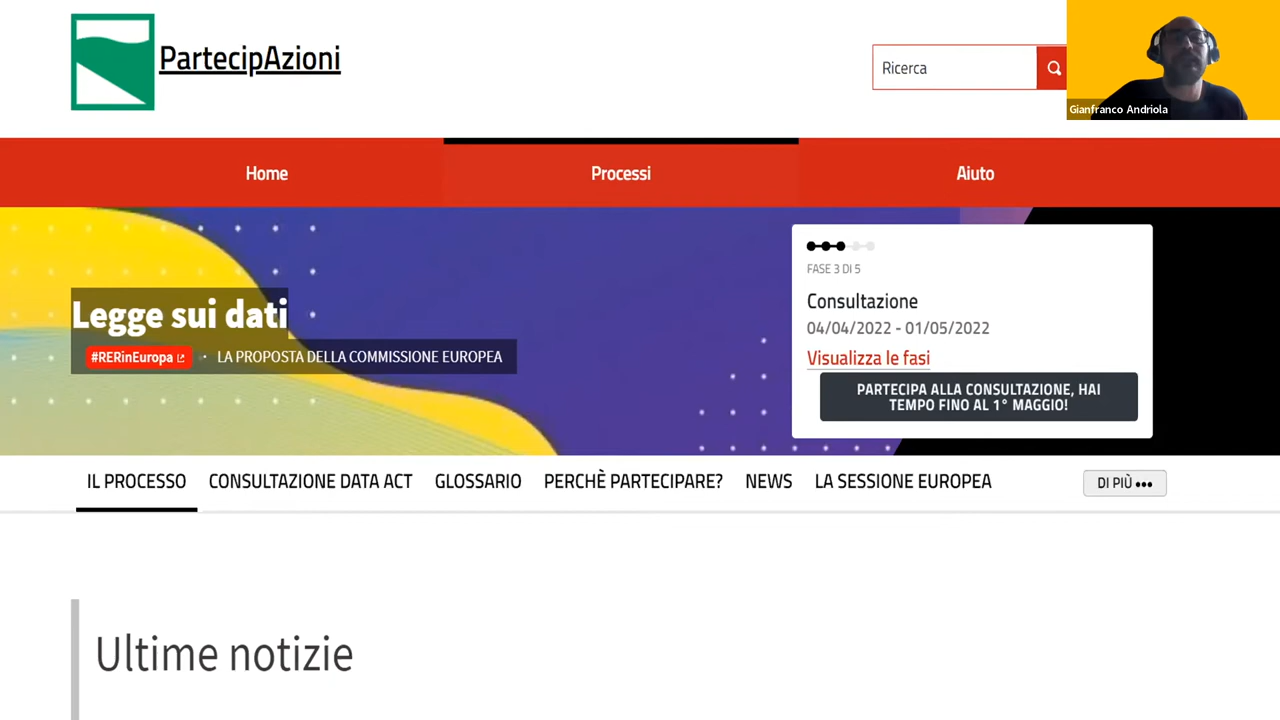 PartecipAzioni
Ricerca
Gianfranco Andriola
Home
Processi
Aiuto
Legge sui dati
#RERinEuropa
· LA PROPOSTA DELLA COMMISSIONE EUROPEA
FASE 3 DI 5
Consultazione
04/04/2022 - 01/05/2022
Visualizza le fasi
PARTECIPA ALLA CONSULTAZIONE, HAI
TEMPO FINO AL 1° MAGGIO!
IL PROCESSO
CONSULTAZIONE DATA ACT
GLOSSARIO
PERCHÈ PARTECIPARE?
NEWS
LA SESSIONE EUROPEA
DI PIÙ •••
Ultime notizie